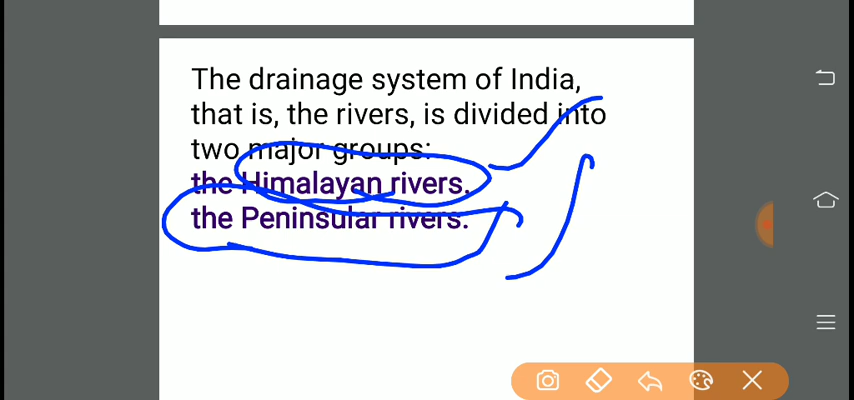 The drainage system of India,
that is, the rivers, is divided into
two major groups:
the Himalayan rivers.
the Peninsular rivers.